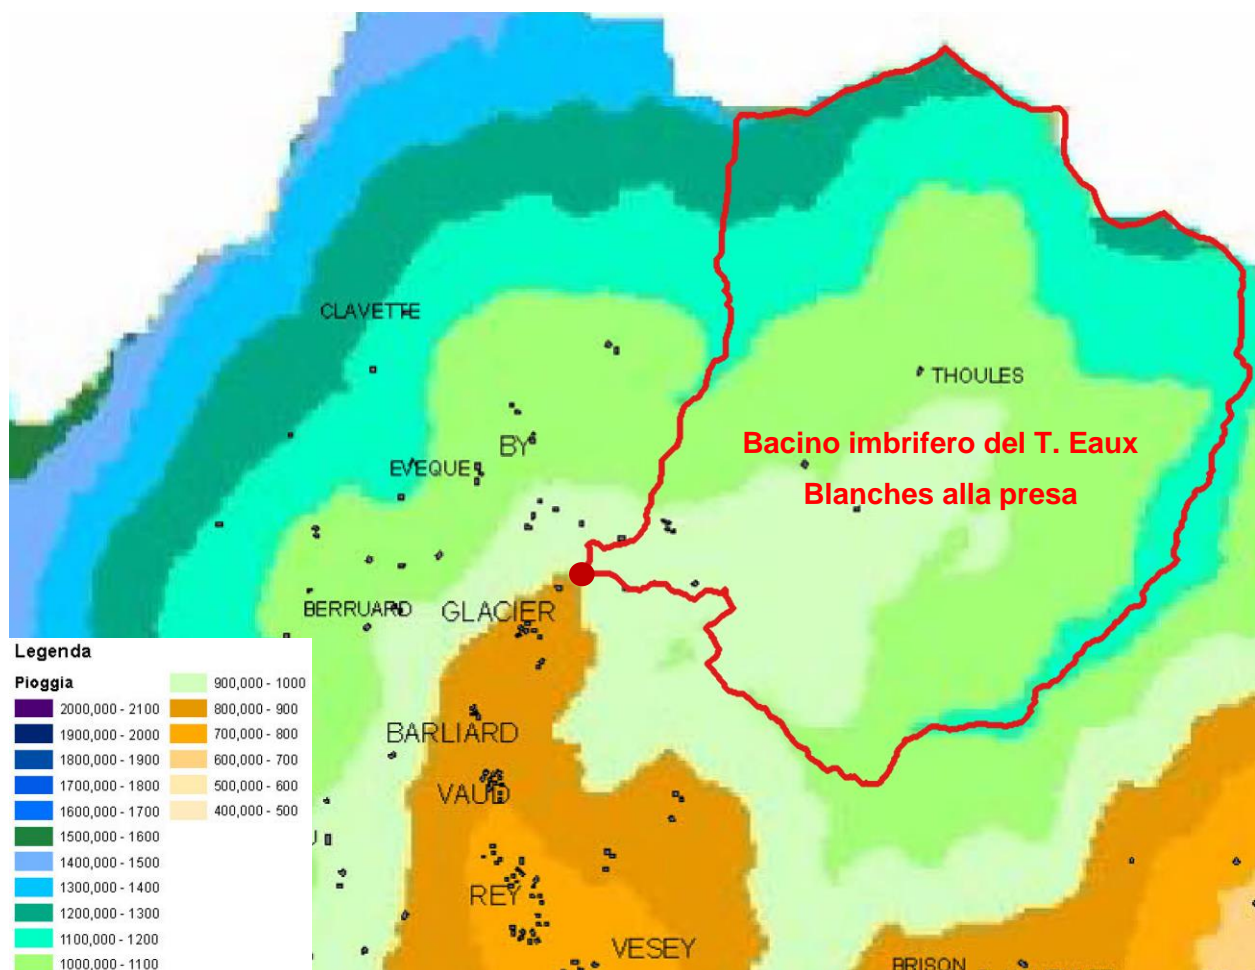 CLAVETTE
THOULES
Bacino imbrifero del T. Eaux
Blanches alla presa
BY
EVEQUE
BERRUARD
GLACIER
BARLIARD
VAUD
REY
VESEY
BRISON
Legenda
Pioggia
2000,000 - 2100
1900,000 - 2000
1800,000 - 1900
1700,000 - 1800
1600,000 - 1700
1500,000 - 1600
1400,000 - 1500
1300,000 - 1400
1200,000 - 1300
1100,000 - 1200
1000,000 - 1100
900,000 - 1000
800,000 - 900
700,000 - 800
600,000 - 700
500,000 - 600
400,000 - 500